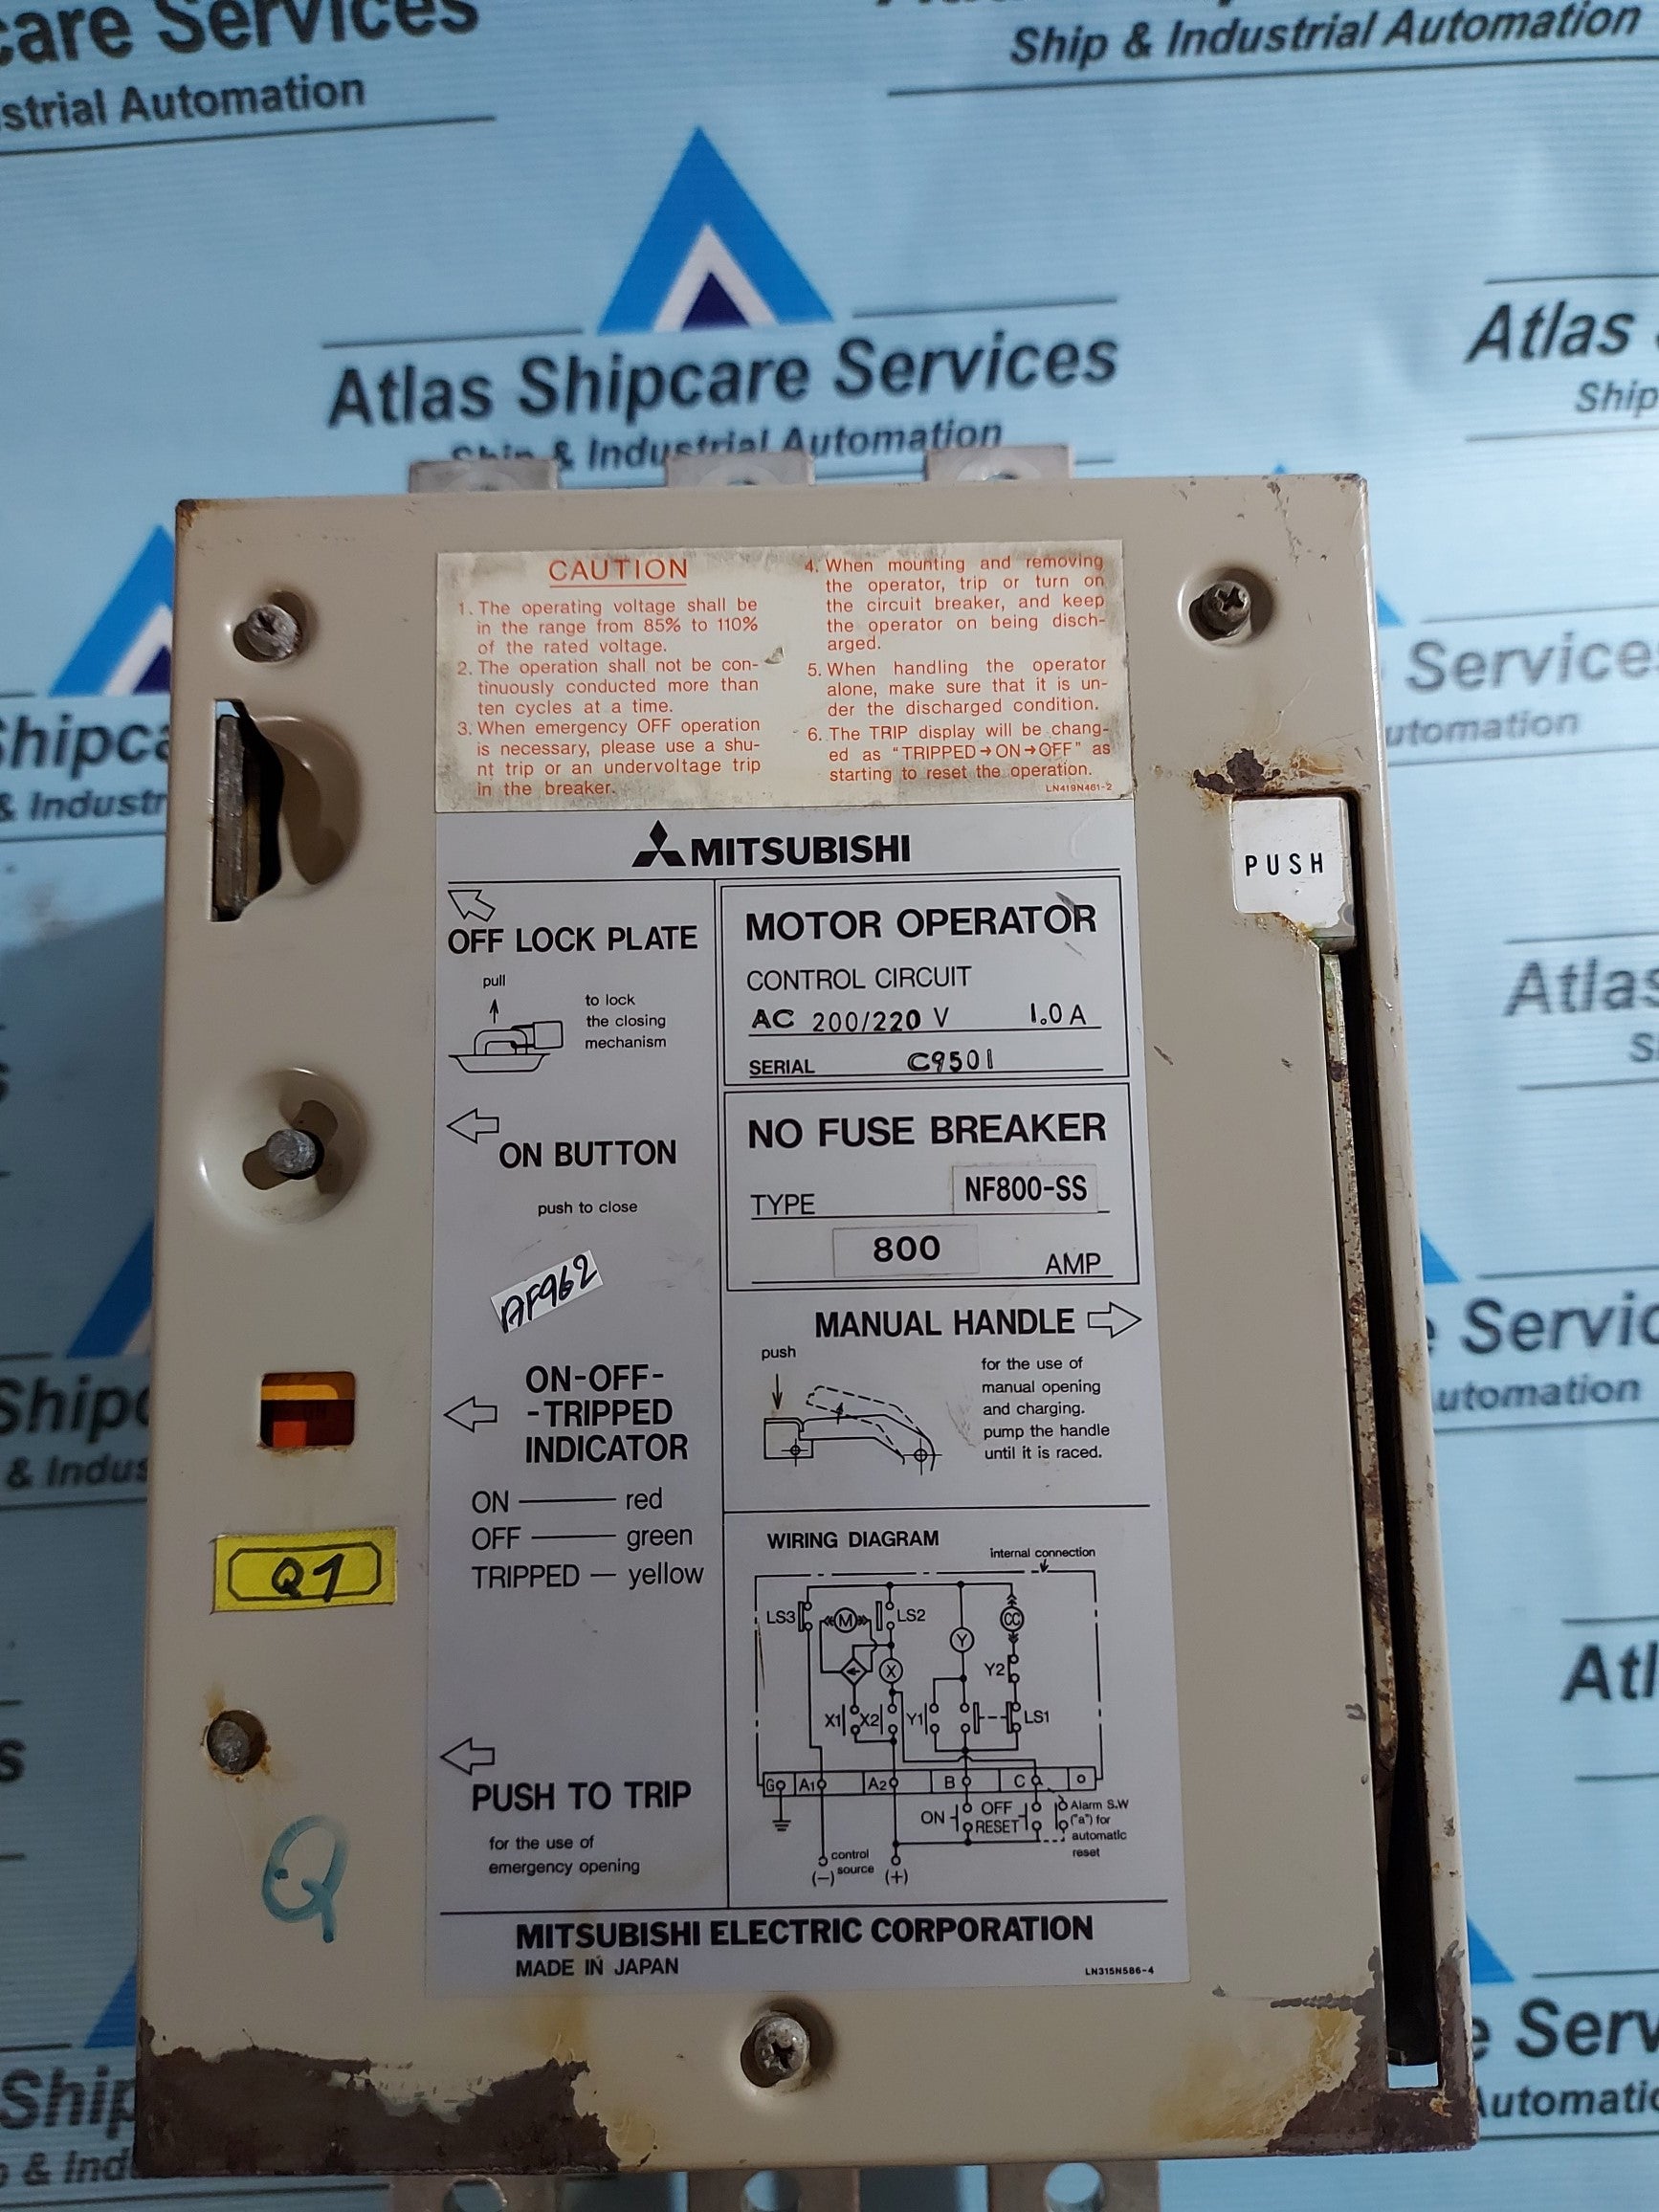 care Services
strial Automation
Ship & Industrial Automation
Atlas Shipcare Services
Ship & Industrial Automation
Atlas
Ship
Services
utomation
Shipca
& Industr
CAUTION
1. The operating voltage shall be
in the range from 85% to 110%
of the rated voltage.
2. The operation shall not be con-
tinuously conducted more than
ten cycles at a time.
3. When emergency OFF operation
is necessary, please use a shu-
nt trip or an undervoltage trip
in the breaker.
4. When mounting and removing
the operator, trip or turn on
the circuit breaker, and keep
the operator on being disch-
arged.
5. When handling the operator
alone, make sure that it is un-
der the discharged condition.
6. The TRIP display will be chang-
ed as "TRIPPED→ON→OFF" as
starting to reset the operation.
LN419N461-2
MITSUBISHI
PUSH
OFF LOCK PLATE
pull
to lock
the closing
mechanism
ON BUTTON
push to close
AF962
ON-OFF-
-TRIPPED
INDICATOR
ON — red
OFF — green
TRIPPED — yellow
Q1
PUSH TO TRIP
for the use of
emergency opening
Q
MOTOR OPERATOR
CONTROL CIRCUIT
AC 200/220 V 1.0 A
SERIAL C9501
NO FUSE BREAKER
TYPE NF800-SS
800 AMP
MANUAL HANDLE
push
for the use of
manual opening
and charging.
pump the handle
until it is raced.
WIRING DIAGRAM
internal connection
LS3 M LS2 CC
Y
X Y2
X1 X2 Y1 LS1
G A1 A2 B C
ON OFF
RESET
Alarm S.W
("a") for
automatic
reset
control
source
(−) (+)
MITSUBISHI ELECTRIC CORPORATION
MADE IN JAPAN
LN315N586-4
Atlas
Servic
utomation
Shipc
& Indus
Atl
e Serv
Automatic
Ship
& Ind